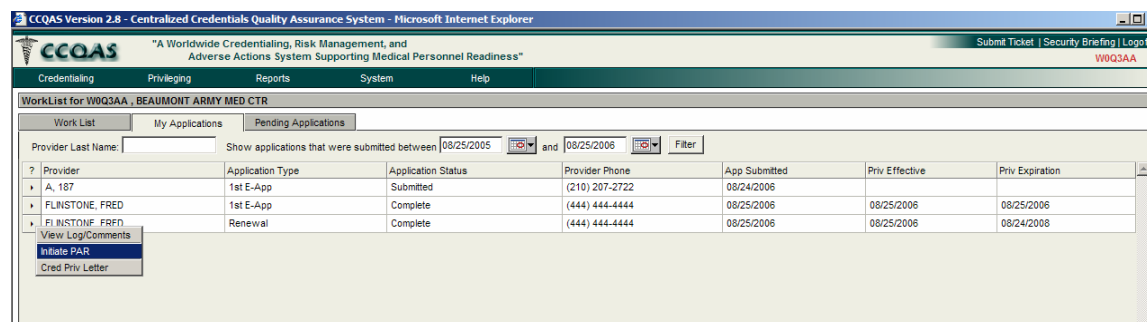 CCQAS Version 2.8 - Centralized Credentials Quality Assurance System - Microsoft Internet Explorer
CCQAS
"A Worldwide Credentialing, Risk Management, and
Adverse Actions System Supporting Medical Personnel Readiness"
Submit Ticket | Security Briefing | Logof
W0Q3AA
Credentialing Privileging Reports System Help
WorkList for W0Q3AA , BEAUMONT ARMY MED CTR
Work List My Applications Pending Applications
Provider Last Name: Show applications that were submitted between 08/25/2005 and 08/25/2006 Filter
? Provider Application Type Application Status Provider Phone App Submitted Priv Effective Priv Expiration
A, 187 1st E-App Submitted (210) 207-2722 08/24/2006
FLINSTONE, FRED 1st E-App Complete (444) 444-4444 08/25/2006 08/25/2006 08/25/2006
FLINSTONE, FRED Renewal Complete (444) 444-4444 08/25/2006 08/25/2006 08/24/2008
View Log/Comments
Initiate PAR
Cred Priv Letter